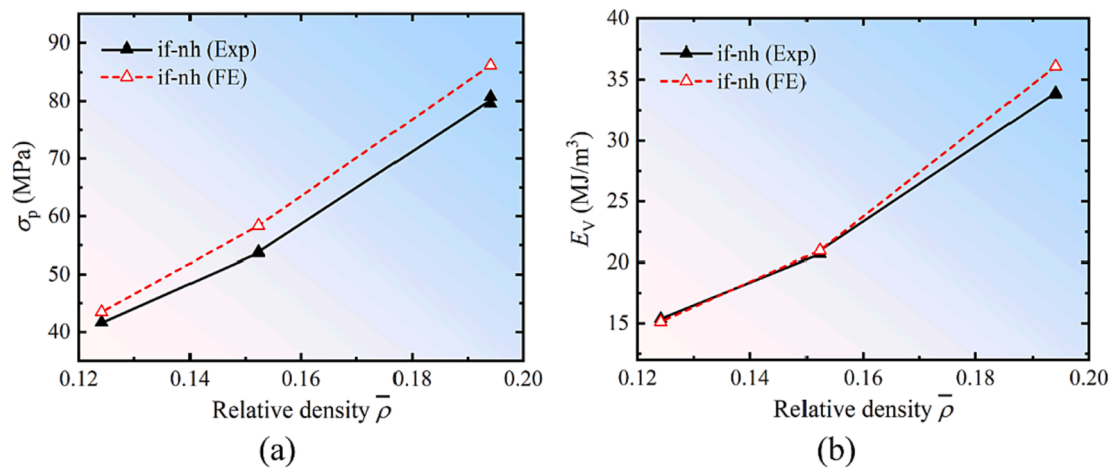 90
80
70
60
50
40
σp (MPa)
if-nh (Exp)
if-nh (FE)
0.12 0.14 0.16 0.18 0.20
Relative density ρ̅
(a)
40
35
30
25
20
15
EV (MJ/m³)
if-nh (Exp)
if-nh (FE)
0.12 0.14 0.16 0.18 0.20
Relative density ρ̅
(b)